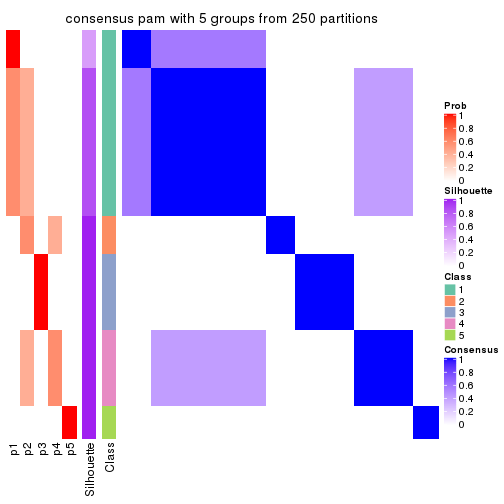 consensus pam with 5 groups from 250 partitions
Prob
1
0.8
0.6
0.4
0.2
0
Silhouette
1
0.8
0.6
0.4
0.2
0
Class
1
2
3
4
5
Consensus
1
0.8
0.6
0.4
0.2
0
p1
p2
p3
p4
p5
Silhouette
Class